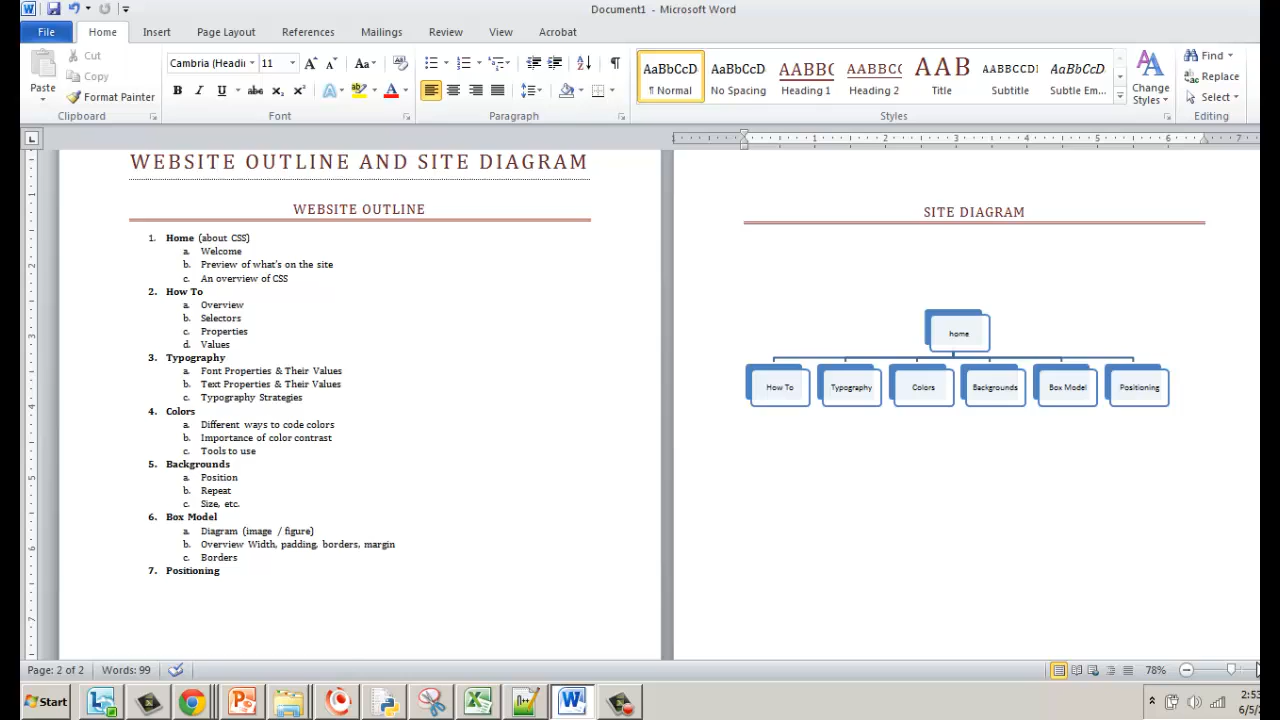 Document1 - Microsoft Word
File Home Insert Page Layout References Mailings Review View Acrobat
Cut
Copy
Format Painter
Paste
Clipboard
Cambria (Headi 11
Font
Paragraph
AaBbCcD AaBbCcD AABBC AABBCC AAB AABBCCDI AaBbCcD
¶ Normal No Spacing Heading 1 Heading 2 Title Subtitle Subtle Em...
Styles
Change Styles
Find
Replace
Select
Editing
WEBSITE OUTLINE AND SITE DIAGRAM
WEBSITE OUTLINE
1. Home (about CSS)
a. Welcome
b. Preview of what's on the site
c. An overview of CSS
2. How To
a. Overview
b. Selectors
c. Properties
d. Values
3. Typography
a. Font Properties & Their Values
b. Text Properties & Their Values
c. Typography Strategies
4. Colors
a. Different ways to code colors
b. Importance of color contrast
c. Tools to use
5. Backgrounds
a. Position
b. Repeat
c. Size, etc.
6. Box Model
a. Diagram (image / figure)
b. Overview Width, padding, borders, margin
c. Borders
7. Positioning
SITE DIAGRAM
home
How To Typography Colors Backgrounds Box Model Positioning
Page: 2 of 2 Words: 99
78%
Start
2:53
6/5/